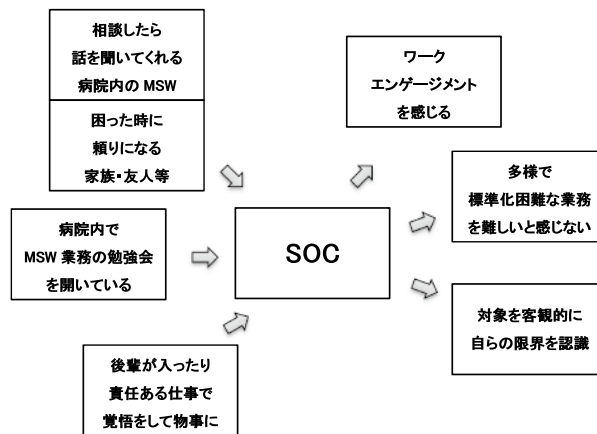 相談したら
話を聞いてくれる
病院内の MSW
困った時に
頼りになる
家族・友人等
病院内で
MSW 業務の勉強会
を開いている
後輩が入ったり
責任ある仕事で
覚悟をして物事に
SOC
ワーク
エンゲージメント
を感じる
多様で
標準化困難な業務
を難しいと感じない
対象を客観的に
自らの限界を認識